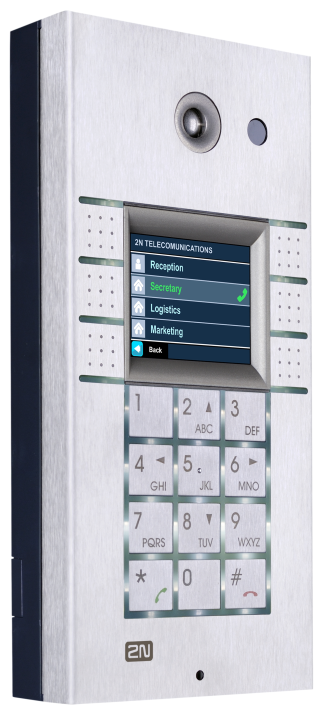 2N TELECOMUNICATIONS
Reception
Secretary
Logistics
Marketing
Back
1 2 3
ABC DEF
4 5 6
GHI JKL MNO
7 8 9
PQRS TUV WXYZ
* 0 #
2N